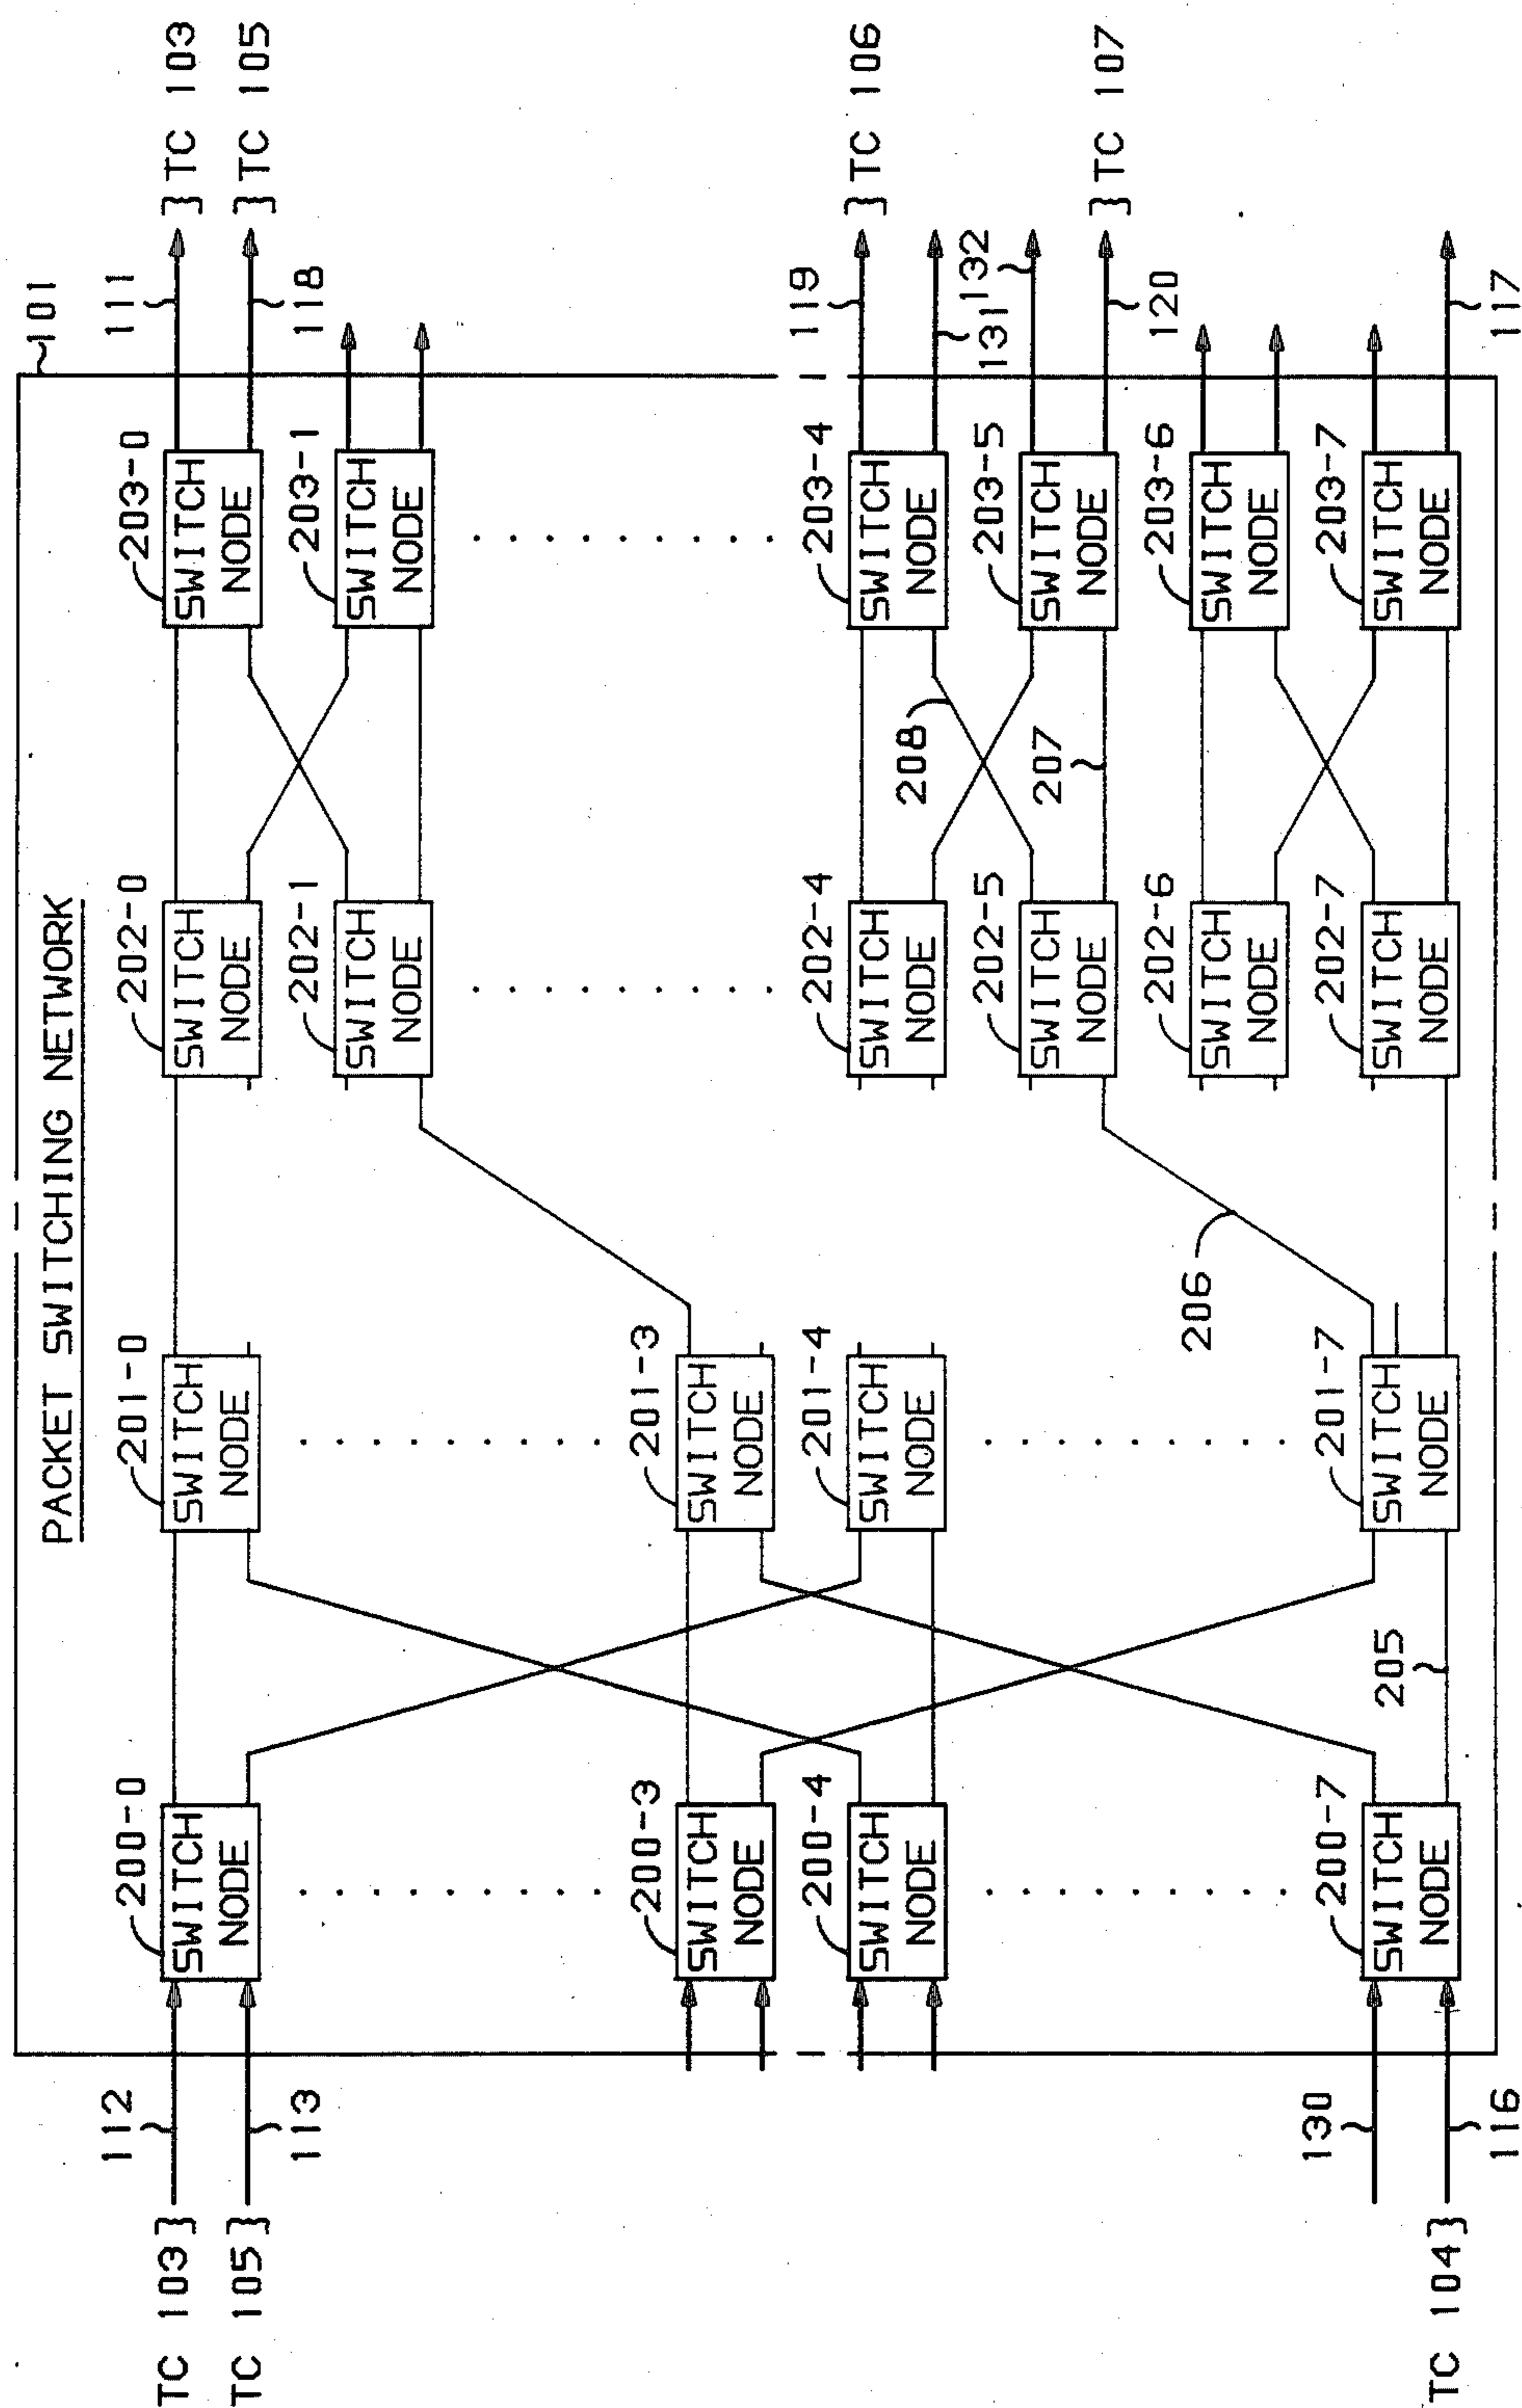 PACKET SWITCHING NETWORK
101
TC 103}
112
TC 105}
113
200-0
SWITCH
NODE
201-0
SWITCH
NODE
202-0
SWITCH
NODE
203-0
SWITCH
NODE
111
}TC 103
118
}TC 105
202-1
SWITCH
NODE
203-1
SWITCH
NODE
200-3
SWITCH
NODE
201-3
SWITCH
NODE
200-4
SWITCH
NODE
201-4
SWITCH
NODE
202-4
SWITCH
NODE
208
203-4
SWITCH
NODE
119
}TC 106
131
202-5
SWITCH
NODE
207
203-5
SWITCH
NODE
132
120
}TC 107
206
202-6
SWITCH
NODE
203-6
SWITCH
NODE
130
TC 104}
116
200-7
SWITCH
NODE
205
201-7
SWITCH
NODE
202-7
SWITCH
NODE
203-7
SWITCH
NODE
117